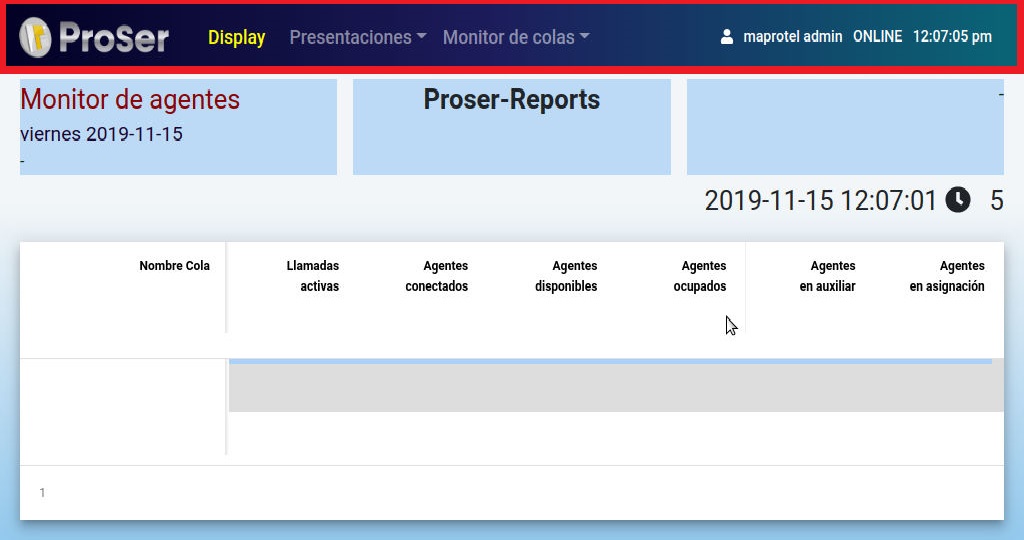 ProSer Display Presentaciones Monitor de colas maprotel admin ONLINE 12:07:05 pm
Monitor de agentes
viernes 2019-11-15
-
Proser-Reports
-
2019-11-15 12:07:01 5
Nombre Cola
Llamadas
activas
Agentes
conectados
Agentes
disponibles
Agentes
ocupados
Agentes
en auxiliar
Agentes
en asignación
1